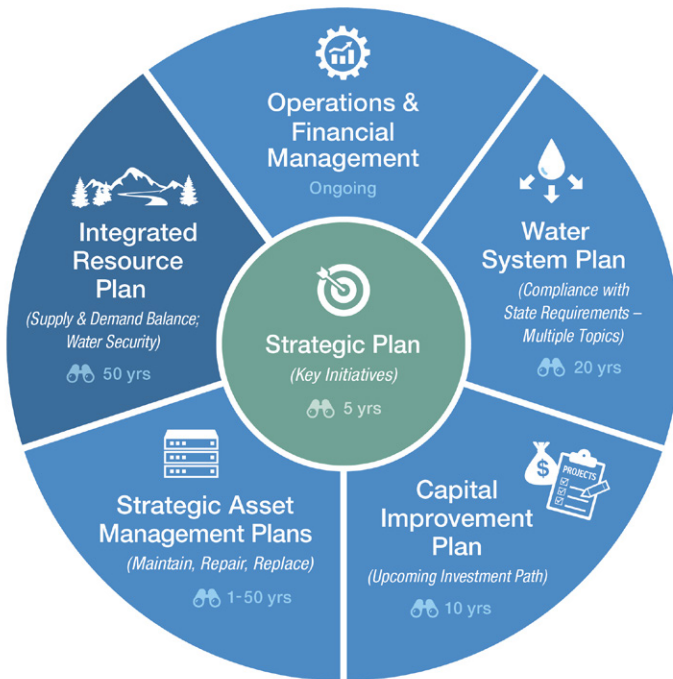 Operations &
Financial
Management
Ongoing
Water
System Plan
(Compliance with
State Requirements –
Multiple Topics)
20 yrs
PROJECTS
$
Capital
Improvement
Plan
(Upcoming Investment Path)
10 yrs
Strategic Asset
Management Plans
(Maintain, Repair, Replace)
1-50 yrs
Integrated
Resource
Plan
(Supply & Demand Balance;
Water Security)
50 yrs
Strategic Plan
(Key Initiatives)
5 yrs